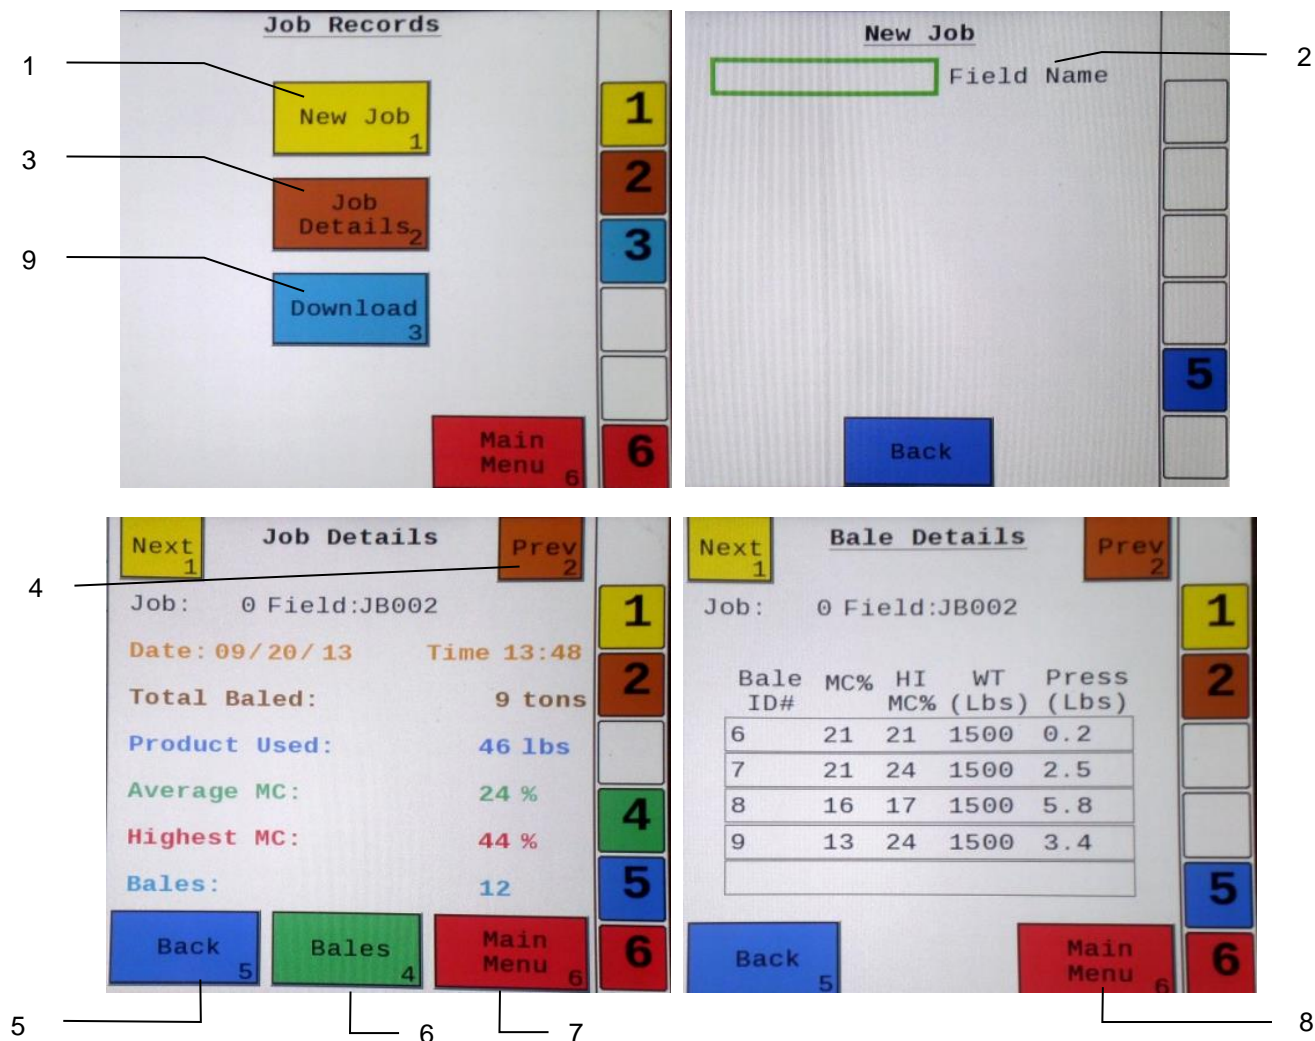 Job Records
1
New Job
1
1
3
Job
Details
2
2
9
Download
3
3
Main
Menu
6
6
New Job
2
Field Name
5
Back
Next
1
Job Details
Prev
2
4
Job: 0 Field:JB002
1
Date: 09/20/13 Time 13:48
2
Total Baled: 9 tons
Product Used: 46 lbs
Average MC: 24 %
4
Highest MC: 44 %
Bales: 12
5
Back
5
Bales
4
Main
Menu
6
6
5
6
7
Next
1
Bale Details
Prev
2
Job: 0 Field:JB002
1
Bale MC% HI WT Press
ID# MC% (Lbs) (Lbs)
2
6 21 21 1500 0.2
7 21 24 1500 2.5
8 16 17 1500 5.8
9 13 24 1500 3.4
5
Back
5
Main
Menu
6
6
8